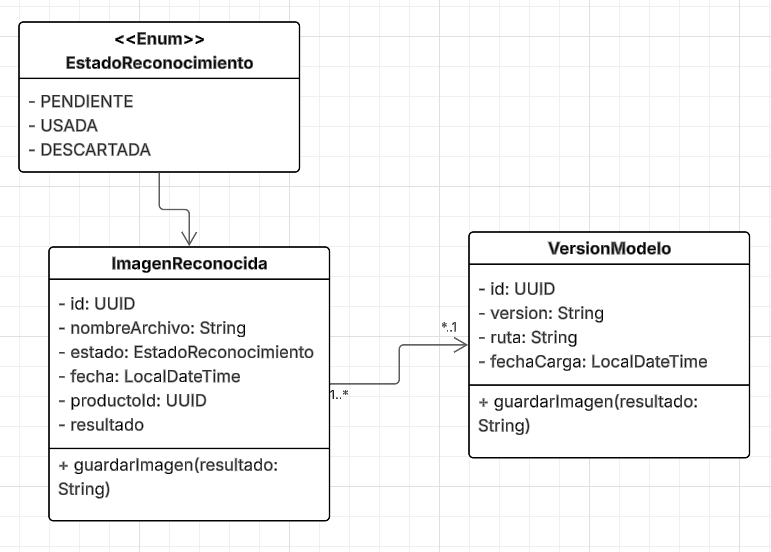 <<Enum>>
EstadoReconocimiento
- PENDIENTE
- USADA
- DESCARTADA
ImagenReconocida
- id: UUID
- nombreArchivo: String
- estado: EstadoReconocimiento
- fecha: LocalDateTime
- productoId: UUID
- resultado
+ guardarImagen(resultado:
String)
1..*
*..1
VersionModelo
- id: UUID
- version: String
- ruta: String
- fechaCarga: LocalDateTime
+ guardarImagen(resultado:
String)